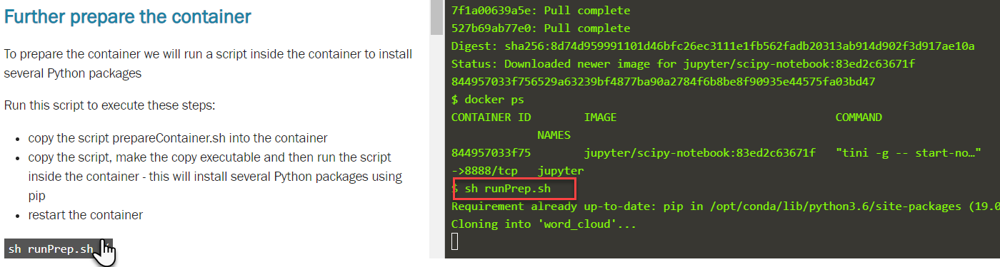 Further prepare the container
To prepare the container we will run a script inside the container to install
several Python packages
Run this script to execute these steps:
• copy the script prepareContainer.sh into the container
• copy the script, make the copy executable and then run the script
inside the container - this will install several Python packages using
pip
• restart the container
sh runPrep.sh
7f1a00639a5e: Pull complete
527b69ab77e0: Pull complete
Digest: sha256:8d74d959991101d46bfc26ec3111e1fb562fadb20313ab914d902f3d917ae10a
Status: Downloaded newer image for jupyter/scipy-notebook:83ed2c63671f
844957033f756529a63239bf4877ba90a2784f6b8be8f90935e44575fa03bd47
$ docker ps
CONTAINER ID IMAGE COMMAND
NAMES
844957033f75 jupyter/scipy-notebook:83ed2c63671f "tini -g -- start-no…"
->8888/tcp jupyter
$ sh runPrep.sh
Requirement already up-to-date: pip in /opt/conda/lib/python3.6/site-packages (19.0
Cloning into 'word_cloud'...